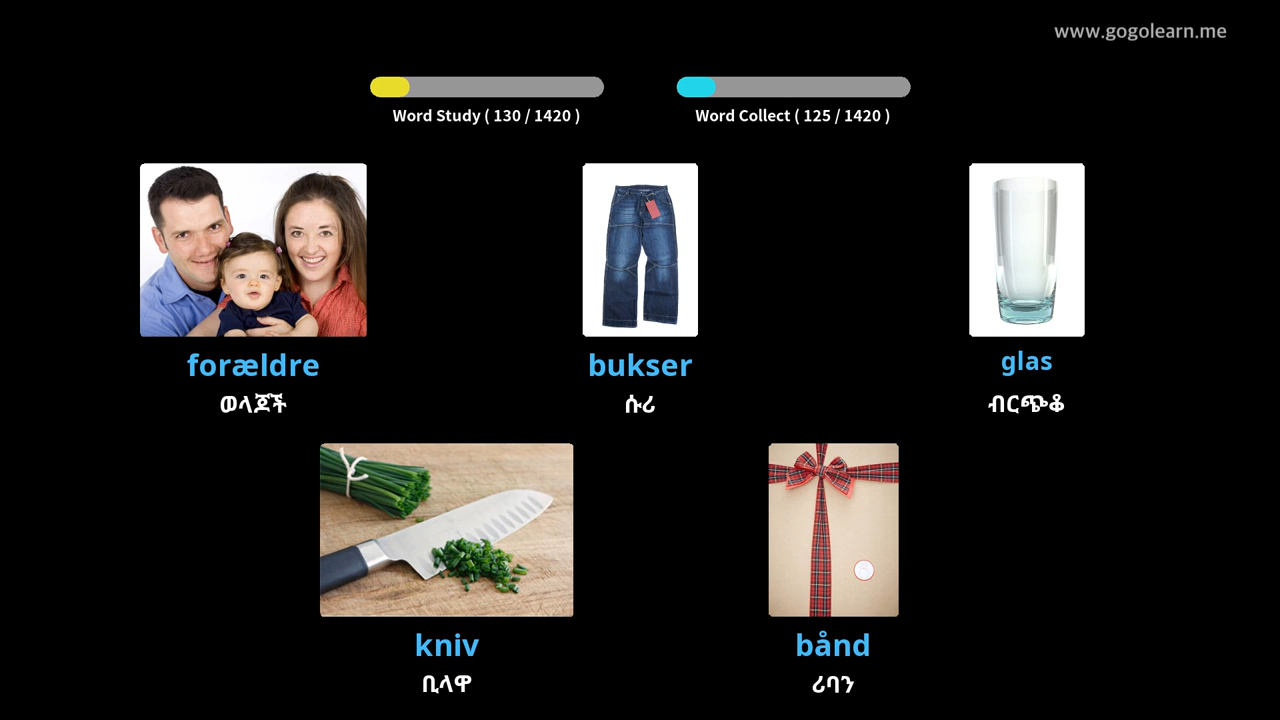 www.gogolearn.me
Word Study ( 130 / 1420 )
Word Collect ( 125 / 1420 )
forældre
ወላጆች
bukser
ሱሪ
glas
ብርጭቆ
kniv
ቢላዋ
bånd
ሪባን